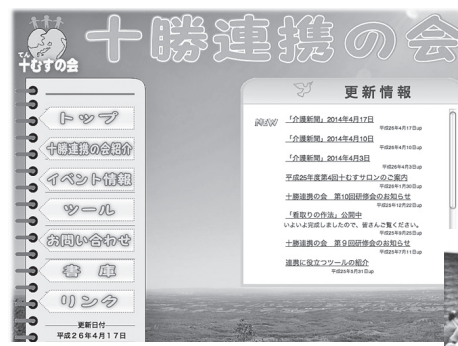 てん
十むすの会
十勝連携の会
トップ
十勝連携の会紹介
イベント情報
ツール
お問い合わせ
書庫
リンク
更新日付
平成26年4月17日
更新情報
NEW 「介護新聞」2014年4月17日
平成26年4月17日up
「介護新聞」2014年4月10日
平成26年4月10日up
「介護新聞」2014年4月3日
平成26年4月3日up
平成25年度第4回十むすサロンのご案内
平成26年1月30日up
十勝連携の会 第10回研修会のお知らせ
平成25年12月22日up
「看取りの作法」公開中
いよいよ完成しましたので、皆さんご覧ください。
平成25年9月25日up
十勝連携の会 第9回研修会のお知らせ
平成25年7月11日up
連携に役立つツールの紹介
平成25年3月31日up